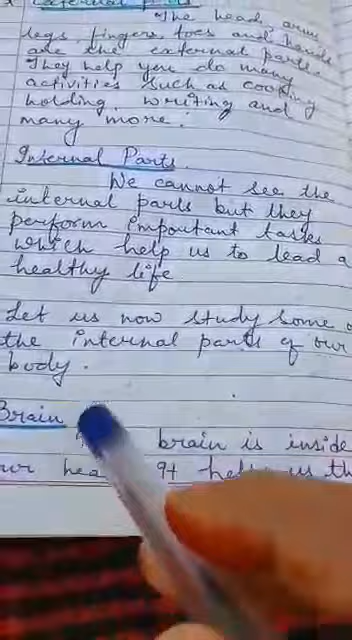 External Parts
The head, arms
legs, fingers, toes and hands
are the external parts.
They help you do many
activities such as cooking
holding, writing and
many more.
Internal Parts
We cannot see the
internal parts but they
perform important tasks
which help us to lead a
healthy life
Let us now study some
the internal parts of our
body.
Brain
brain is inside
our It us